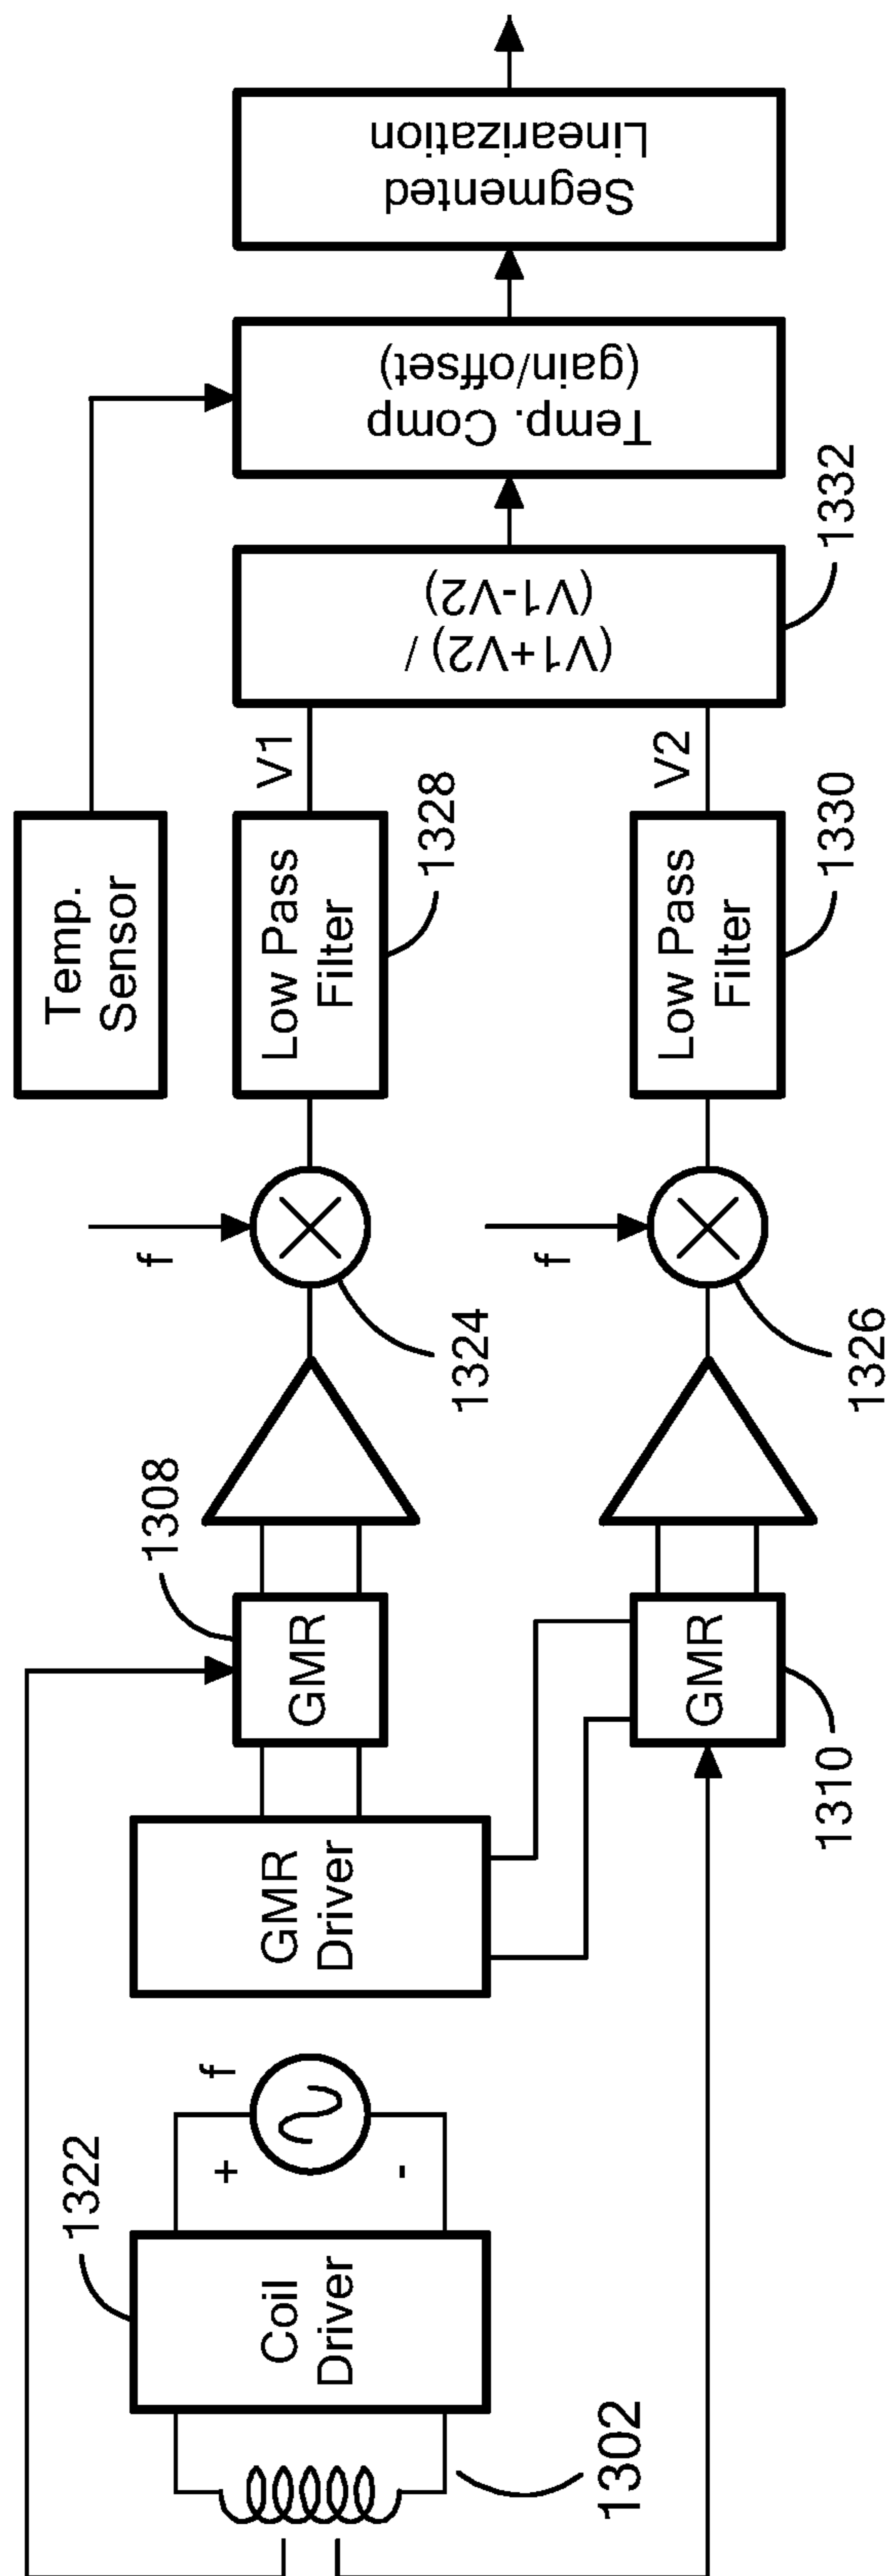 1302
Coil
Driver
1322
+
-
f
GMR
Driver
GMR
1308
GMR
1310
f
1324
f
1326
Temp.
Sensor
Low Pass
Filter
1328
Low Pass
Filter
1330
V1
V2
(V1+V2) /
(V1-V2)
1332
Temp. Comp
(gain/offset)
Segmented
Linearization